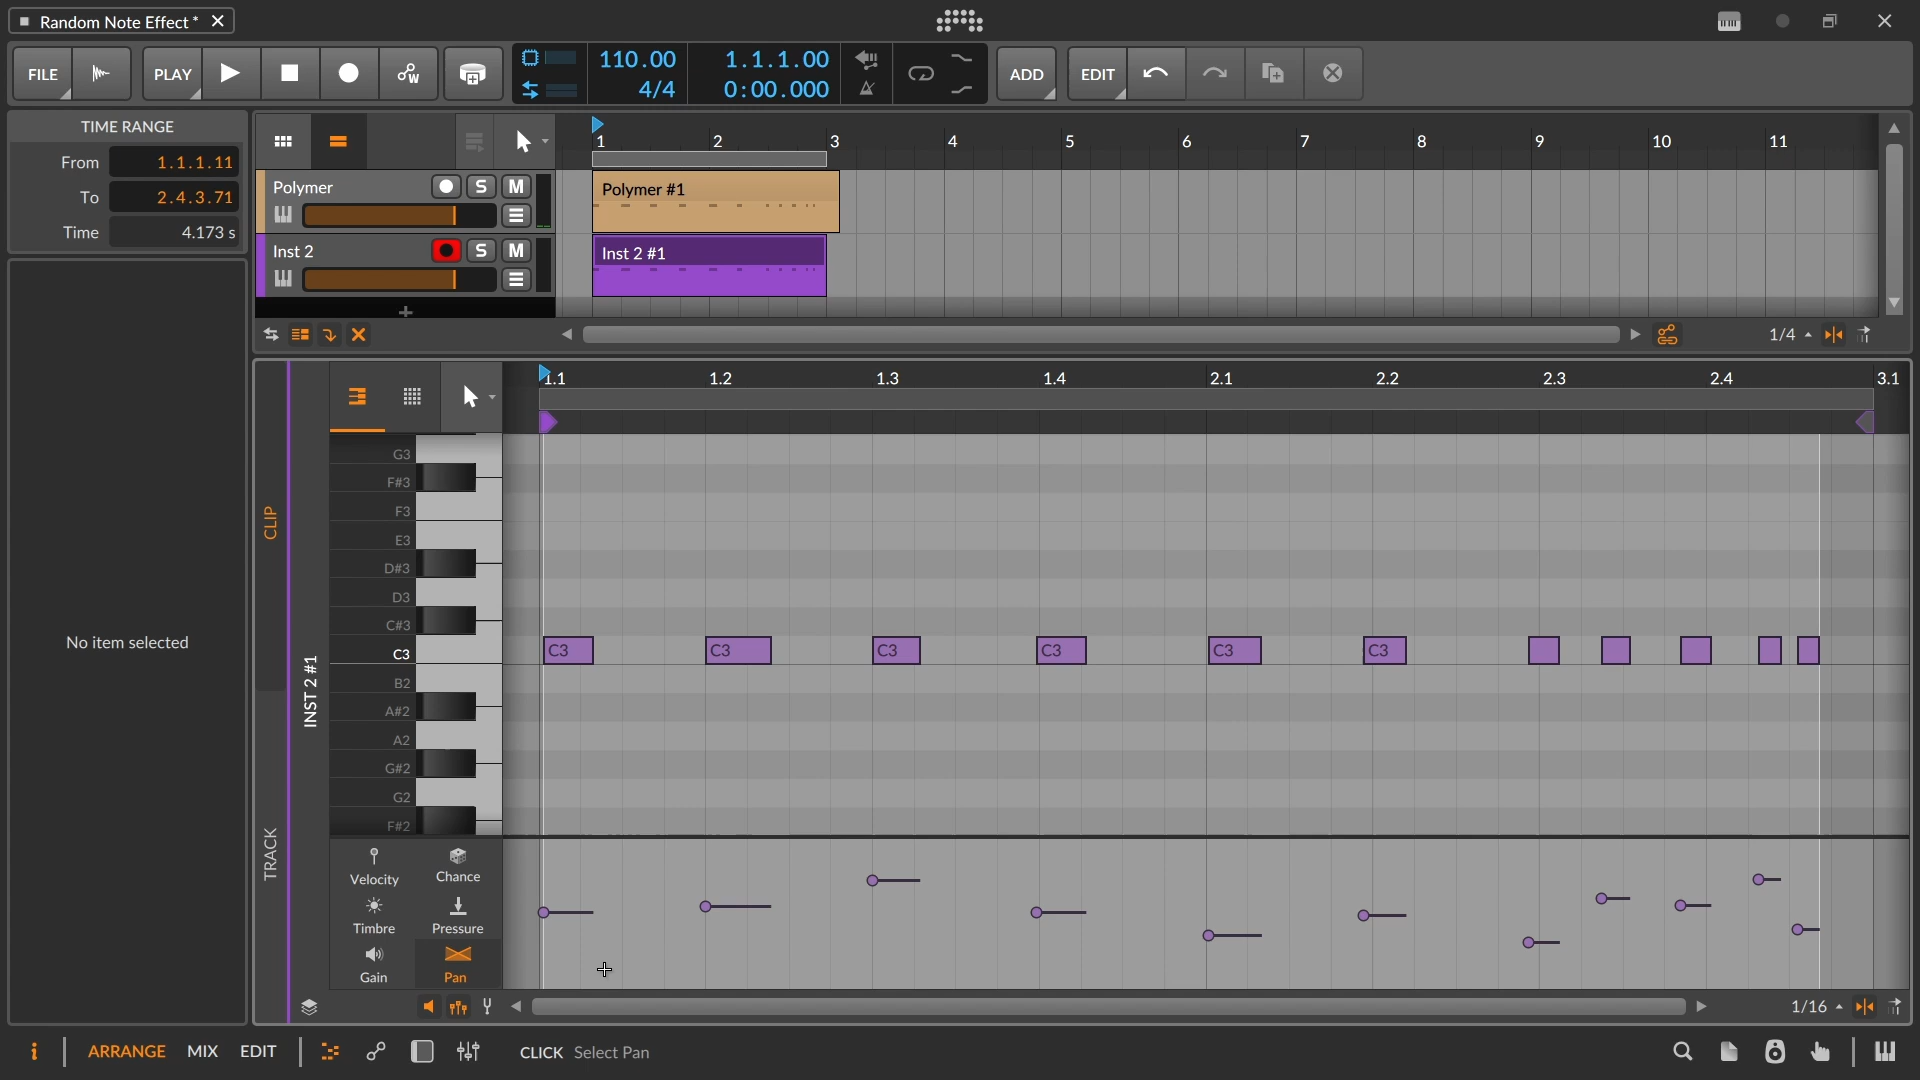 Random Note Effect *
FILE PLAY 110.00 1.1.1.00 ADD EDIT
4/4 0:00.000
TIME RANGE
From 1.1.1.11
To 2.4.3.71
Time 4.173 s
1 2 3 4 5 6 7 8 9 10 11
Polymer S M
Polymer #1
Inst 2 S M
Inst 2 #1
1/4
1.1 1.2 1.3 1.4 2.1 2.2 2.3 2.4 3.1
No item selected
CLIP
TRACK
INST 2 #1
G3
F#3
F3
E3
D#3
D3
C#3
C3 C3 C3 C3 C3 C3 C3
B2
A#2
A2
G#2
G2
F#2
Velocity Chance
Timbre Pressure
Gain Pan
1/16
ARRANGE MIX EDIT CLICK Select Pan